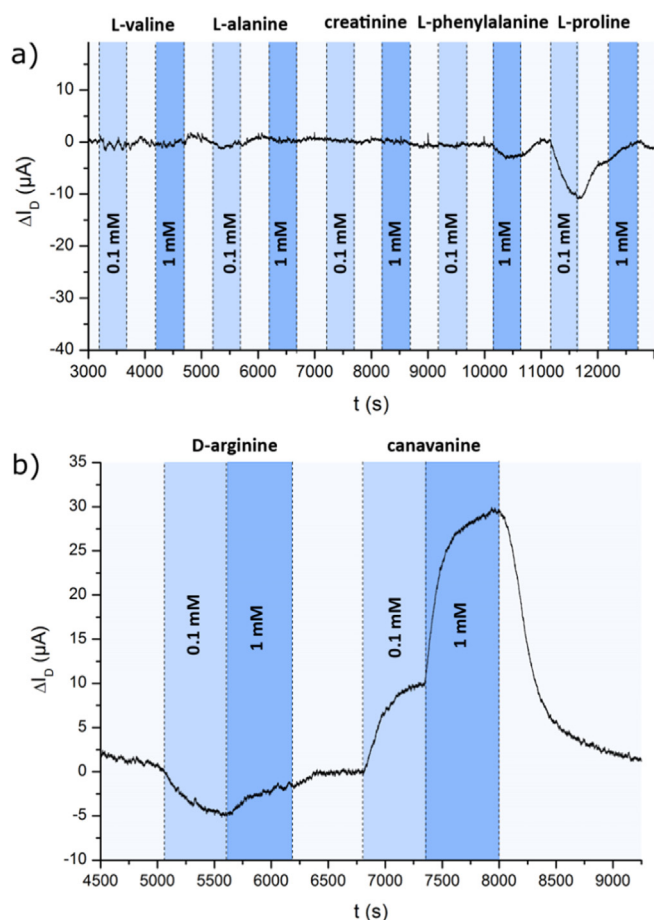 L-valine L-alanine creatinine L-phenylalanine L-proline
a)
10
0
-10
-20
-30
-40
ΔI_D (µA)
0.1 mM 1 mM 0.1 mM 1 mM 0.1 mM 1 mM 0.1 mM 1 mM 0.1 mM 1 mM
3000 4000 5000 6000 7000 8000 9000 10000 11000 12000
t (s)
D-arginine canavanine
b)
35
30
25
20
15
10
5
0
-5
-10
ΔI_D (µA)
0.1 mM 1 mM 0.1 mM 1 mM
4500 5000 5500 6000 6500 7000 7500 8000 8500 9000
t (s)